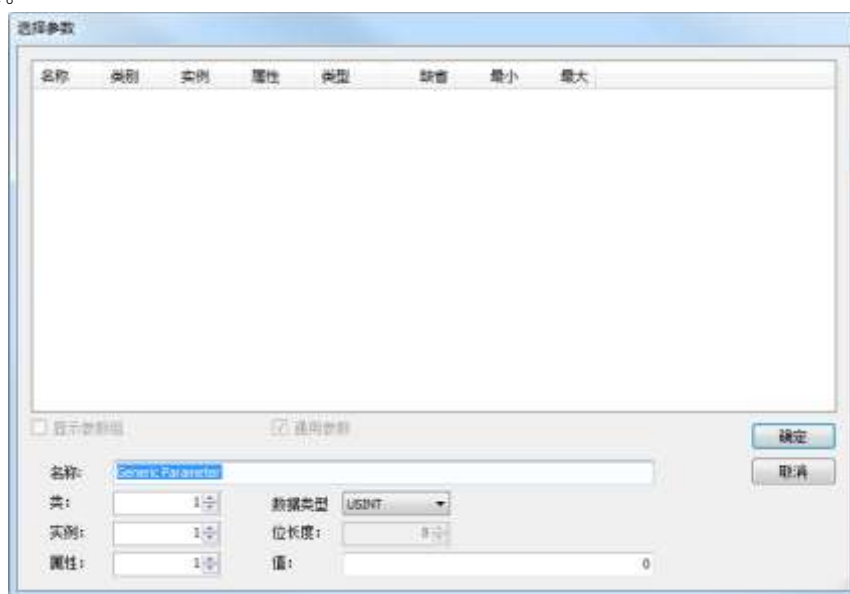 选择参数
名称 类别 实例 属性 类型 缺省 最小 最大
显示参数组 通用参数
确定
名称: Generic Parameter
取消
类: 1 数据类型 USINT
实例: 1 位长度: 8
属性: 1 值: 0